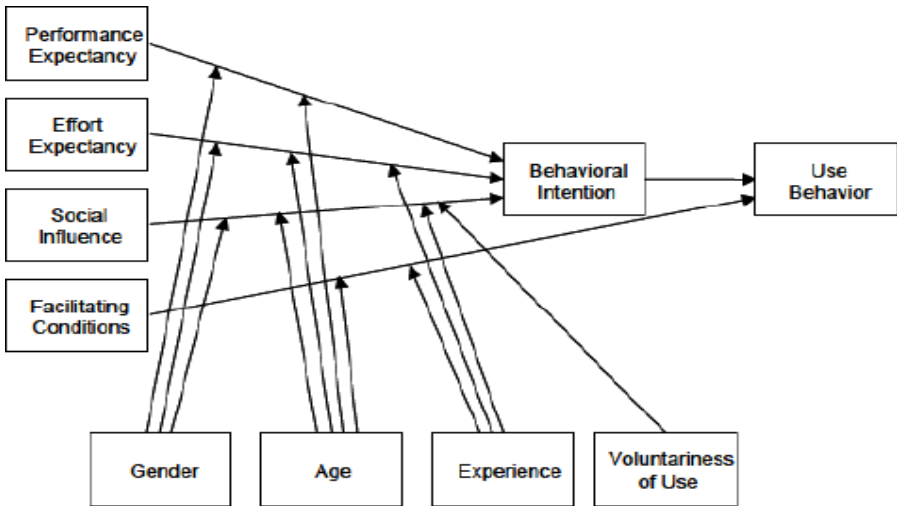 Performance
Expectancy
Effort
Expectancy
Social
Influence
Facilitating
Conditions
Behavioral
Intention
Use
Behavior
Gender
Age
Experience
Voluntariness
of Use